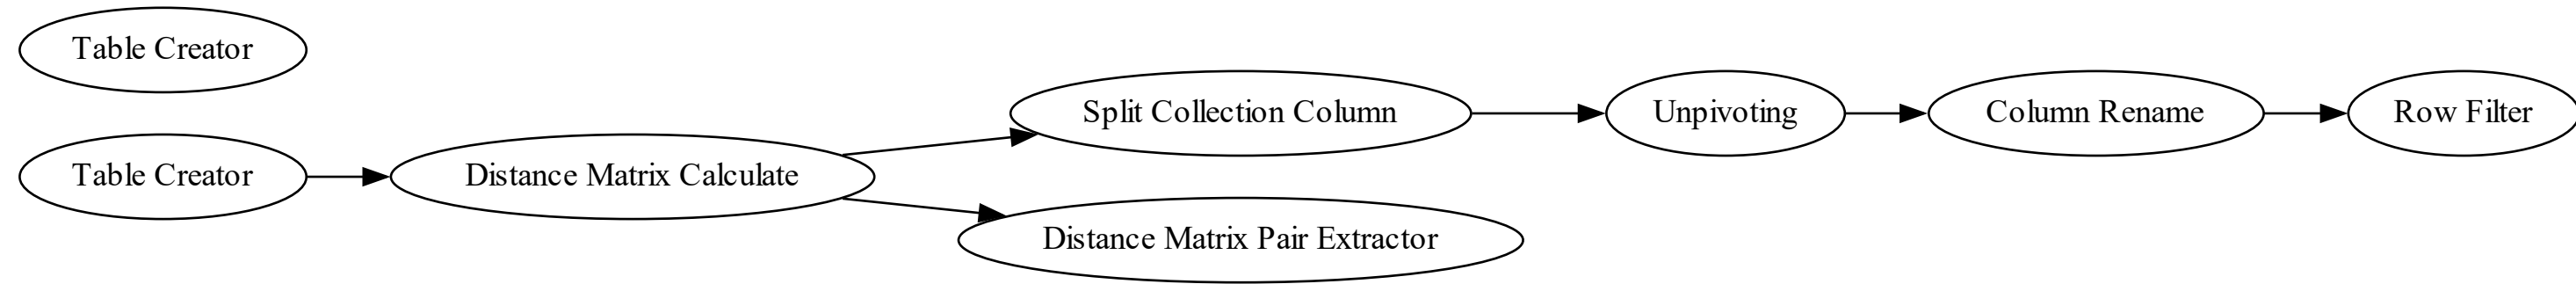 Table Creator
Table Creator
Distance Matrix Calculate
Split Collection Column
Distance Matrix Pair Extractor
Unpivoting
Column Rename
Row Filter